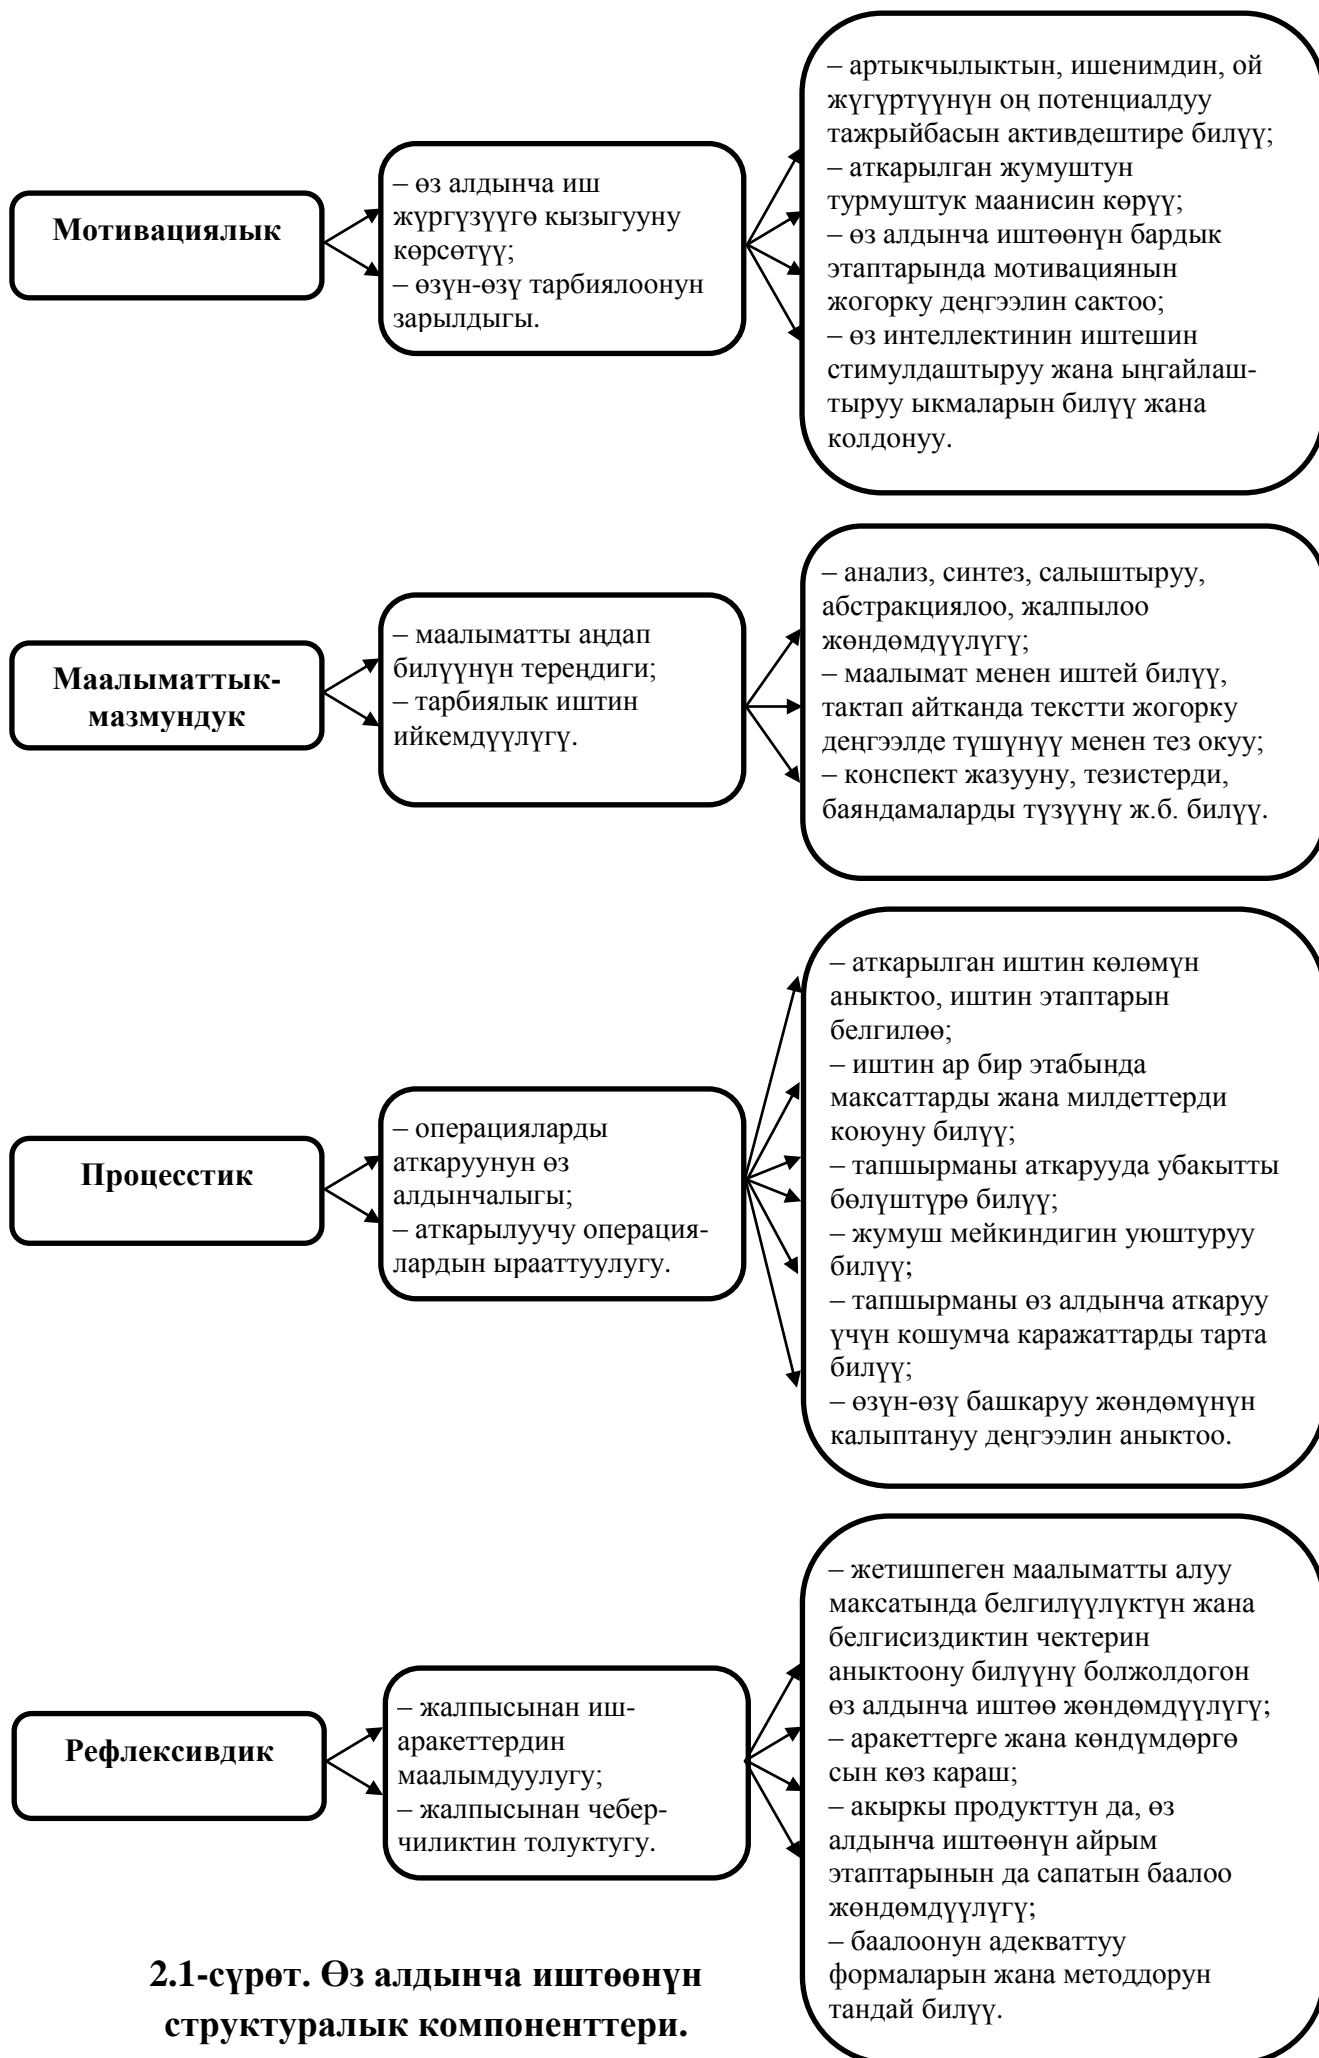 Мотивациялык
– өз алдынча иш
жүргүзүүгө кызыгууну
көрсөтүү;
– өзүн-өзү тарбиялоонун
зарылдыгы.
– артыкчылыктын, ишенимдин, ой
жүгүртүүнүн оң потенциалдуу
тажрыйбасын активдештире билүү;
– аткарылган жумуштун
турмуштук маанисин көрүү;
– өз алдынча иштөөнүн бардык
этаптарында мотивациянын
жогорку деңгээлин сактоо;
– өз интеллектинин иштешин
стимулдаштыруу жана ыңгайлаш-
тыруу ыкмаларын билүү жана
колдонуу.
Маалыматтык-
мазмундук
– маалыматты аңдап
билүүнүн тереңдиги;
– тарбиялык иштин
ийкемдүүлүгү.
– анализ, синтез, салыштыруу,
абстракциялоо, жалпылоо
жөндөмдүүлүгү;
– маалымат менен иштей билүү,
тактап айтканда текстти жогорку
деңгээлде түшүнүү менен тез окуу;
– конспект жазууну, тезистерди,
баяндамаларды түзүүнү ж.б. билүү.
Процесстик
– операцияларды
аткаруунун өз
алдынчалыгы;
– аткарылуучу операция-
лардын ырааттуулугу.
– аткарылган иштин көлөмүн
аныктоо, иштин этаптарын
белгилөө;
– иштин ар бир этабында
максаттарды жана милдеттерди
коюуну билүү;
– тапшырманы аткарууда убакытты
бөлүштүрө билүү;
– жумуш мейкиндигин уюштуруу
билүү;
– тапшырманы өз алдынча аткаруу
үчүн кошумча каражаттарды тарта
билүү;
– өзүн-өзү башкаруу жөндөмүнүн
калыптануу деңгээлин аныктоо.
Рефлексивдик
– жалпысынан иш-
аракеттердин
маалымдуулугу;
– жалпысынан чебер-
чиликтин толуктугу.
– жетишпеген маалыматты алуу
максатында белгилүүлүктүн жана
белгисиздиктин чектерин
аныктоону билүүнү болжолдогон
өз алдынча иштөө жөндөмдүүлүгү;
– аракеттерге жана көндүмдөргө
сын көз караш;
– акыркы продукттун да, өз
алдынча иштөөнүн айрым
этаптарынын да сапатын баалоо
жөндөмдүүлүгү;
– баалоонун адекваттуу
формаларын жана методдорун
тандай билүү.
2.1-сүрөт. Өз алдынча иштөөнүн
структуралык компоненттери.